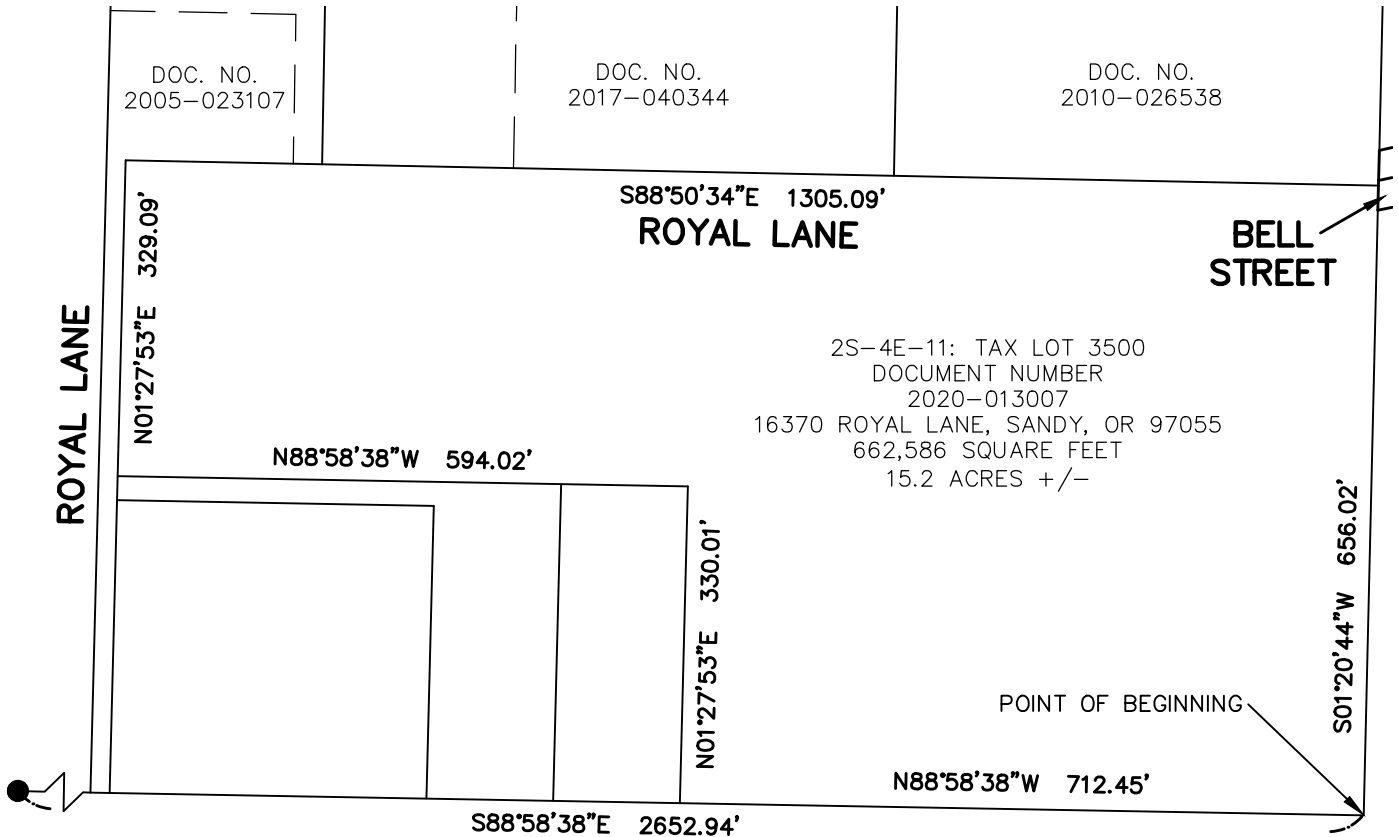 DOC. NO.
2005-023107
DOC. NO.
2017-040344
DOC. NO.
2010-026538
S88°50'34"E 1305.09'
ROYAL LANE
BELL
STREET
N01°27'53"E 329.09'
ROYAL LANE
2S-4E-11: TAX LOT 3500
DOCUMENT NUMBER
2020-013007
16370 ROYAL LANE, SANDY, OR 97055
662,586 SQUARE FEET
15.2 ACRES +/-
N88°58'38"W 594.02'
N01°27'53"E 330.01'
S01°20'44"W 656.02'
POINT OF BEGINNING
N88°58'38"W 712.45'
S88°58'38"E 2652.94'